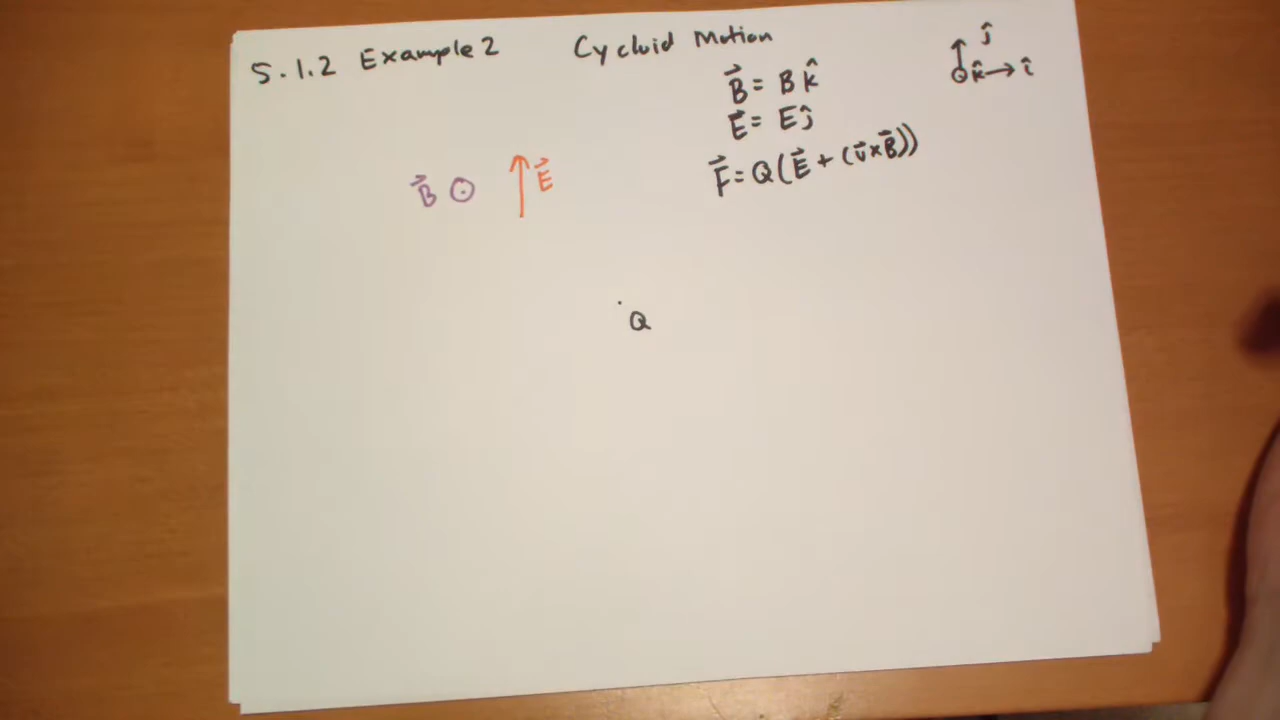 5.1.2 Example 2 Cycloid Motion
ĵ
k̂ → î
B⃗ = B k̂
E⃗ = E ĵ
F⃗ = Q(E⃗ + (v⃗×B⃗))
B⃗ ⊙ ↑ E⃗
Q